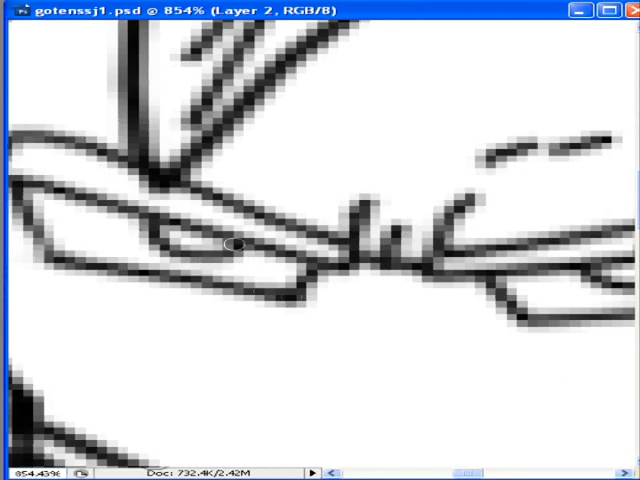 gotenssj1.psd @ 854% (Layer 2, RGB/8)
854.43% Doc: 732.4K/2.42M